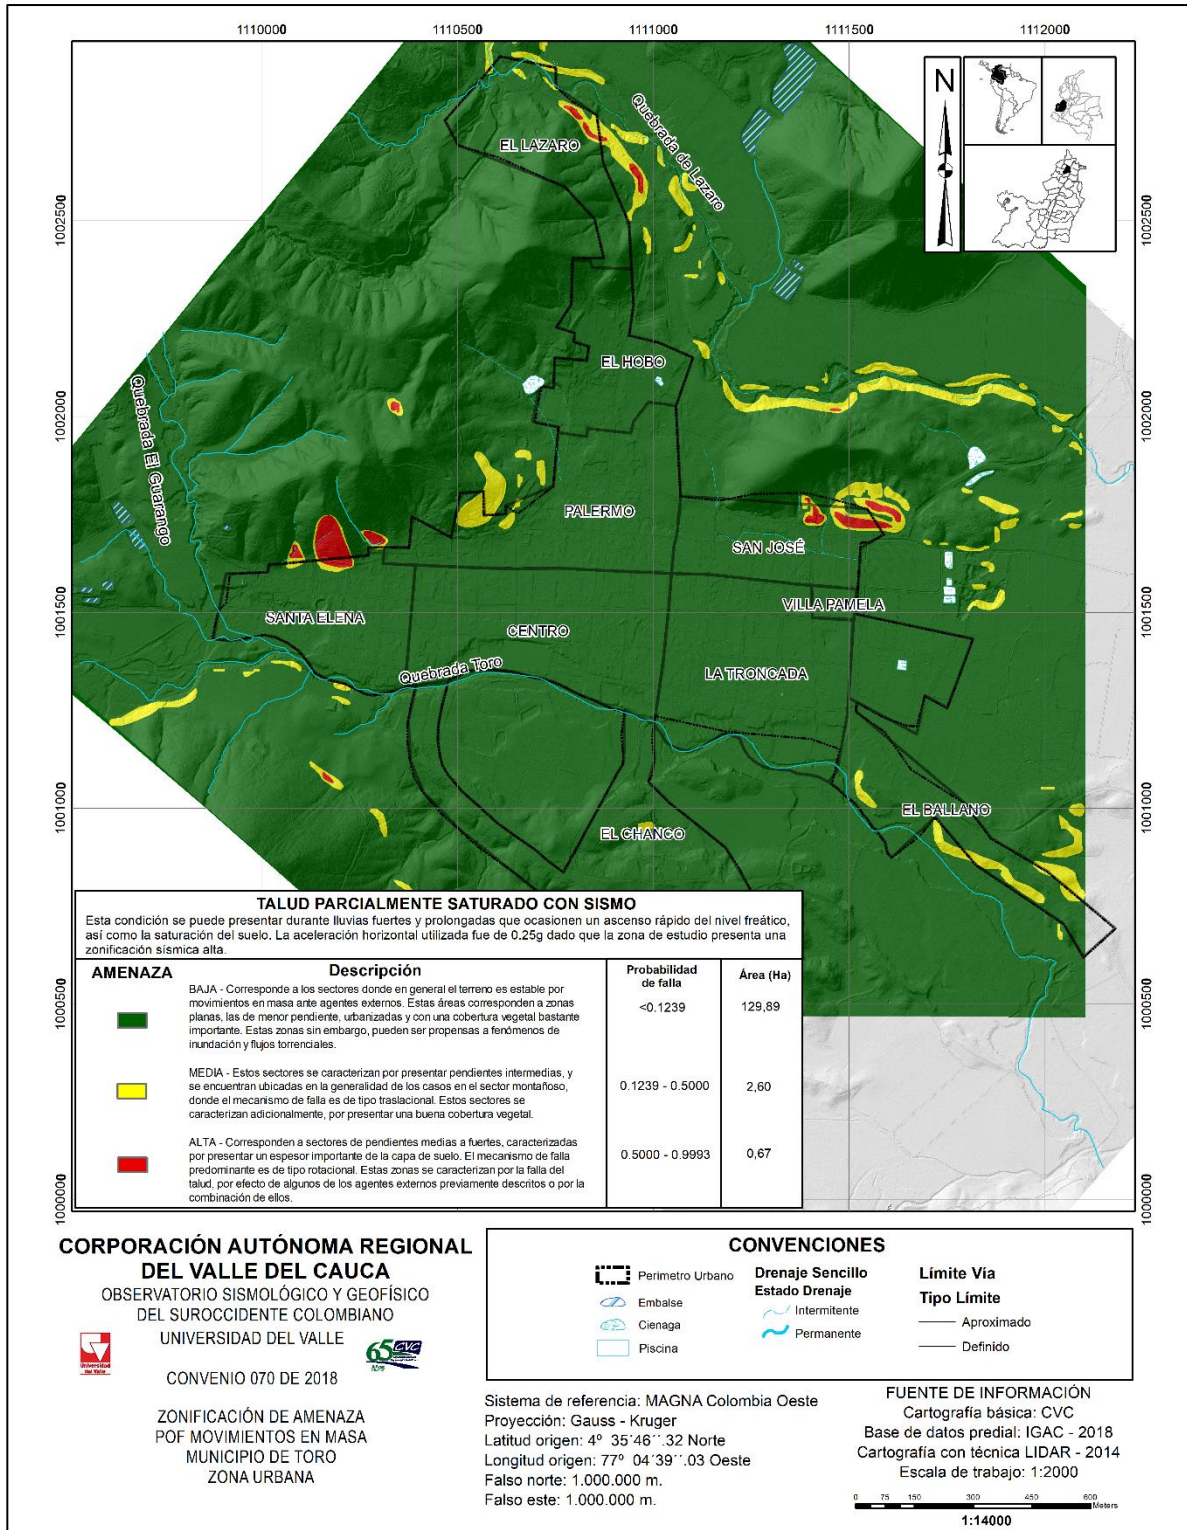 1110000
1110500
1111000
1111500
1112000
N
EL LAZARO
Quebrada de Lazaro
1002500
1002500
EL HOBO
1002000
1002000
Quebrada El Guarango
PALERMO
SAN JOSÉ
1001500
1001500
SANTA ELENA
VILLA PAMELA
CENTRO
Quebrada Toro
LA TRONCADA
1001000
1001000
EL BALLANO
EL CHANCO
TALUD PARCIALMENTE SATURADO CON SISMO
Esta condición se puede presentar durante lluvias fuertes y prolongadas que ocasionen un ascenso rápido del nivel freático,
así como la saturación del suelo. La aceleración horizontal utilizada fue de 0.25g dado que la zona de estudio presenta una
zonificación sísmica alta.
AMENAZA
Descripción
Probabilidad
de falla
Área (Ha)
BAJA - Corresponde a los sectores donde en general el terreno es estable por
movimientos en masa ante agentes externos. Estas áreas corresponden a zonas
planas, las de menor pendiente, urbanizadas y con una cobertura vegetal bastante
importante. Estas zonas sin embargo, pueden ser propensas a fenómenos de
inundación y flujos torrenciales.
<0.1239
129,89
MEDIA - Estos sectores se caracterizan por presentar pendientes intermedias, y
se encuentran ubicadas en la generalidad de los casos en el sector montañoso,
donde el mecanismo de falla es de tipo traslacional. Estos sectores se
caracterizan adicionalmente, por presentar una buena cobertura vegetal.
0.1239 - 0.5000
2,60
ALTA - Corresponden a sectores de pendientes medias a fuertes, caracterizadas
por presentar un espesor importante de la capa de suelo. El mecanismo de falla
predominante es de tipo rotacional. Estas zonas se caracterizan por la falla del
talud, por efecto de algunos de los agentes externos previamente descritos o por la
combinación de ellos.
0.5000 - 0.9993
0,67
1000500
1000500
1000000
1000000
CORPORACIÓN AUTÓNOMA REGIONAL
DEL VALLE DEL CAUCA
OBSERVATORIO SISMOLÓGICO Y GEOFÍSICO
DEL SUROCCIDENTE COLOMBIANO
UNIVERSIDAD DEL VALLE
Universidad
del Valle
65 CVC
CONVENIO 070 DE 2018
ZONIFICACIÓN DE AMENAZA
POF MOVIMIENTOS EN MASA
MUNICIPIO DE TORO
ZONA URBANA
CONVENCIONES
Perimetro Urbano
Embalse
Cienaga
Piscina
Drenaje Sencillo
Estado Drenaje
Intermitente
Permanente
Límite Vía
Tipo Límite
Aproximado
Definido
Sistema de referencia: MAGNA Colombia Oeste
Proyección: Gauss - Kruger
Latitud origen: 4º 35´46´´.32 Norte
Longitud origen: 77º 04´39´´.03 Oeste
Falso norte: 1.000.000 m.
Falso este: 1.000.000 m.
FUENTE DE INFORMACIÓN
Cartografía básica: CVC
Base de datos predial: IGAC - 2018
Cartografía con técnica LIDAR - 2014
Escala de trabajo: 1:2000
0 75 150 300 450 600
Meters
1:14000